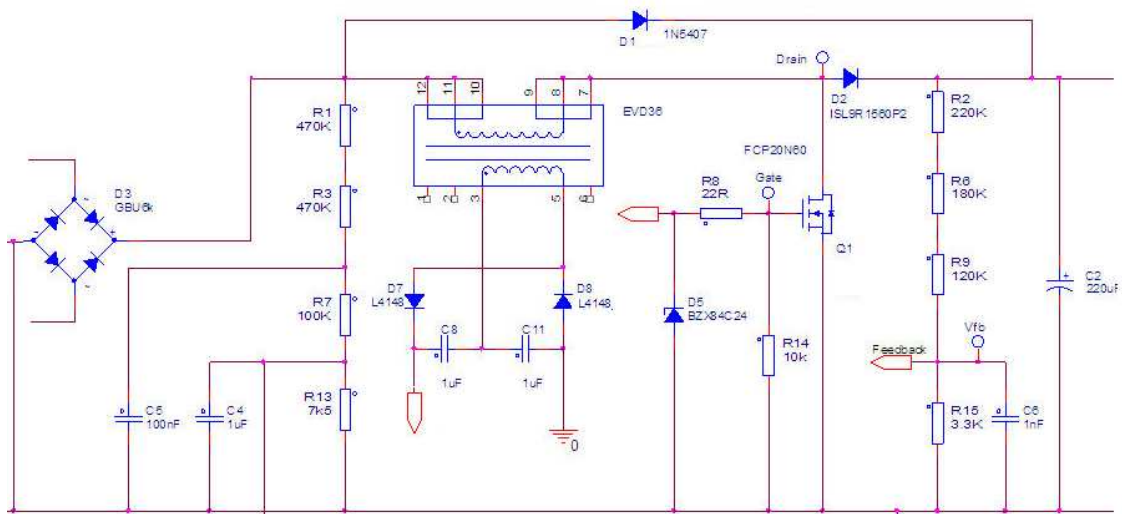 D1
1N5407
Drain
12
11
10
9
8
7
EVD36
D2
ISL9R1560P2
R1
470K
R2
220K
FCP20N60
D3
GBU6k
R3
470K
1
2
3
5
6
R8
22R
Gate
R6
180K
Q1
D7
L4148
D8
L4148
D5
BZX84C24
R9
120K
C2
220uF
R7
100K
C8
1uF
C11
1uF
R14
10k
Feedback
Vfb
C5
100nF
C4
1uF
R13
7k5
0
R15
3.3K
C6
1nF